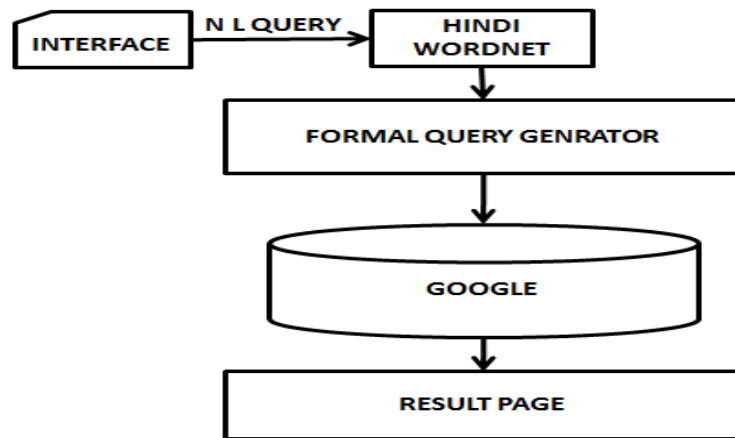 INTERFACE
N L QUERY
HINDI
WORDNET
FORMAL QUERY GENRATOR
GOOGLE
RESULT PAGE